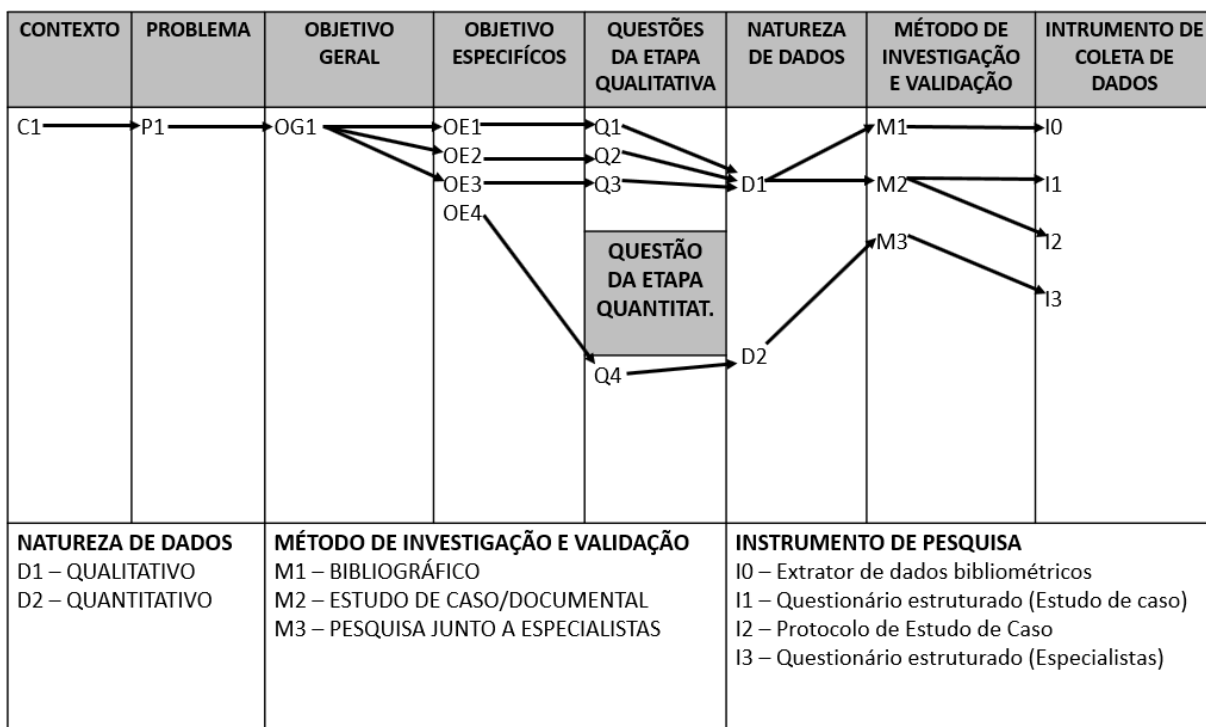 CONTEXTO
PROBLEMA
OBJETIVO
GERAL
OBJETIVO
ESPECIFÍCOS
QUESTÕES
DA ETAPA
QUALITATIVA
NATUREZA
DE DADOS
MÉTODO DE
INVESTIGAÇÃO
E VALIDAÇÃO
INTRUMENTO DE
COLETA DE
DADOS
C1
P1
OG1
OE1
OE2
OE3
OE4
Q1
Q2
Q3
QUESTÃO
DA ETAPA
QUANTITAT.
Q4
D1
D2
M1
M2
M3
I0
I1
I2
I3
NATUREZA DE DADOS
D1 – QUALITATIVO
D2 – QUANTITATIVO
MÉTODO DE INVESTIGAÇÃO E VALIDAÇÃO
M1 – BIBLIOGRÁFICO
M2 – ESTUDO DE CASO/DOCUMENTAL
M3 – PESQUISA JUNTO A ESPECIALISTAS
INSTRUMENTO DE PESQUISA
I0 – Extrator de dados bibliométricos
I1 – Questionário estruturado (Estudo de caso)
I2 – Protocolo de Estudo de Caso
I3 – Questionário estruturado (Especialistas)